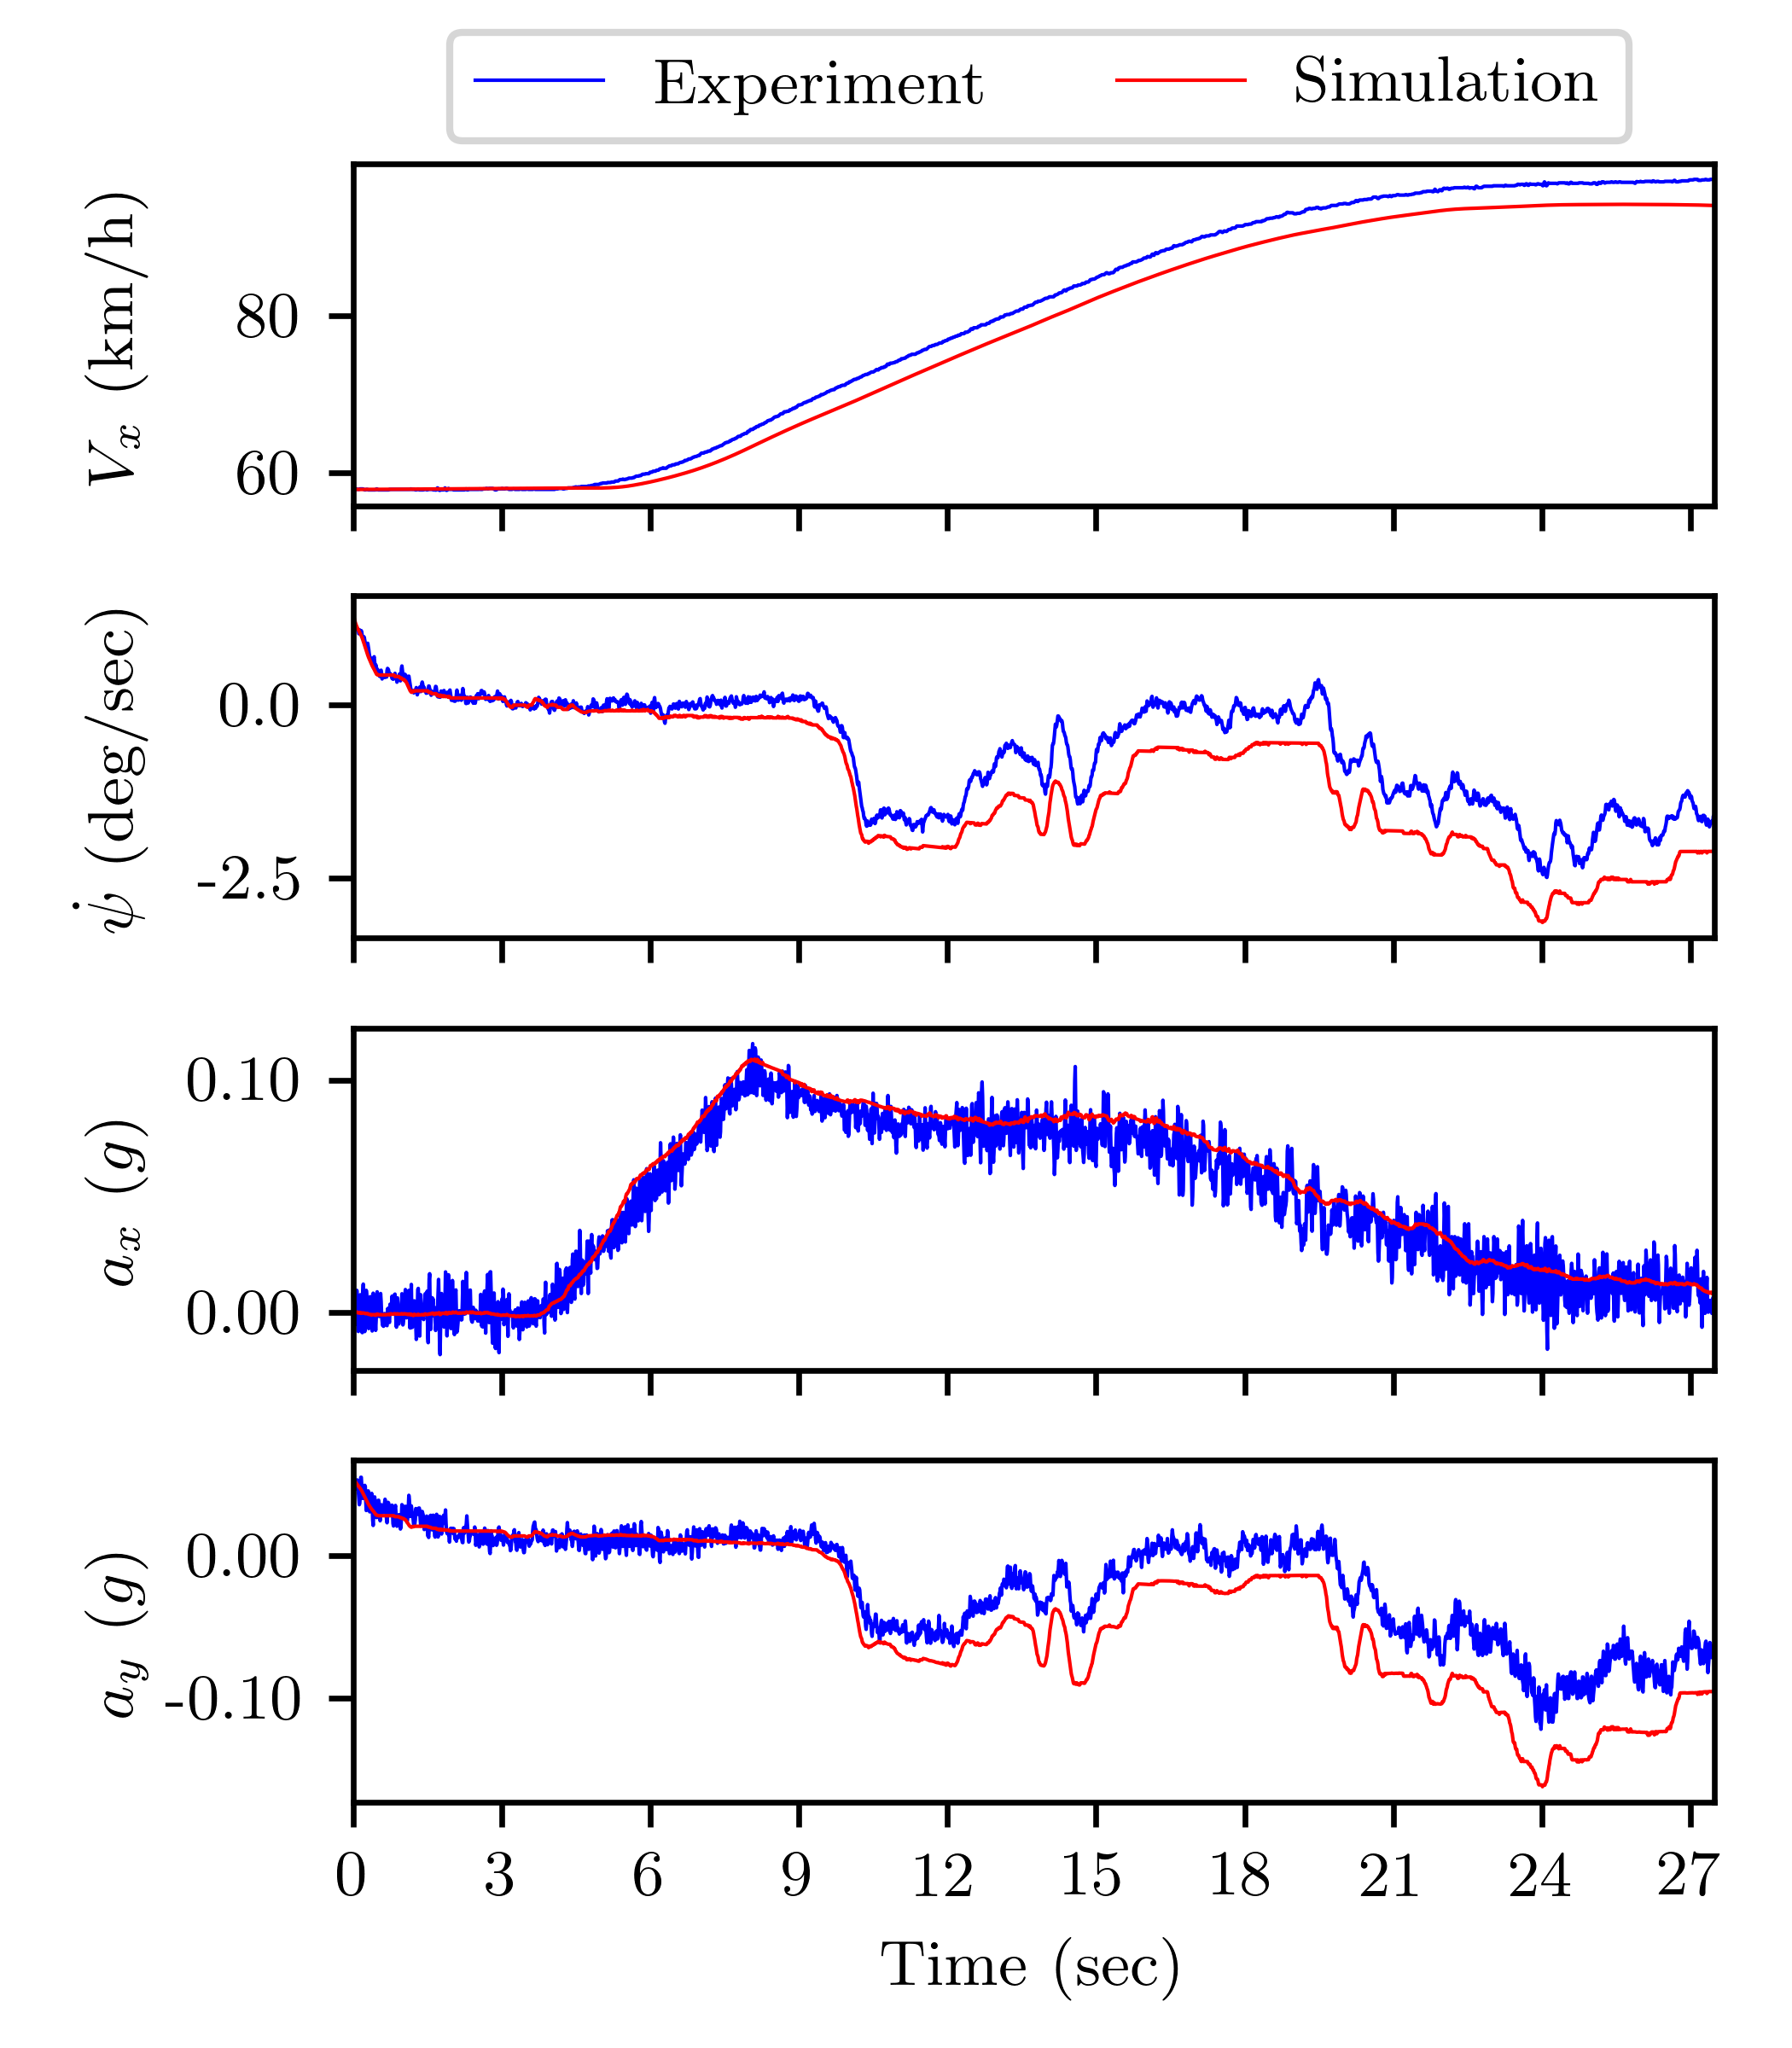 Experiment Simulation
Vₓ (km/h)
80
60
ψ̇ (deg/sec)
0.0
-2.5
aₓ (g)
0.10
0.00
a_y (g)
0.00
-0.10
0 3 6 9 12 15 18 21 24 27
Time (sec)